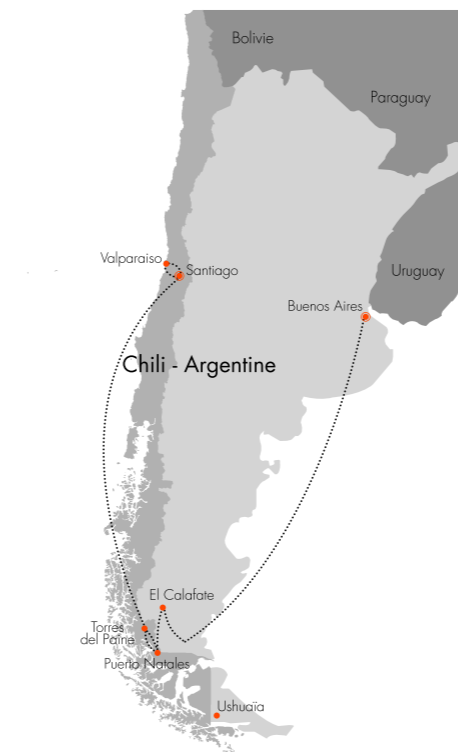 Bolivie
Paraguay
Valparaiso
Santiago
Uruguay
Buenos Aires
Chili - Argentine
El Calafate
Torres
del Paine
Puerto Natales
Ushuaïa